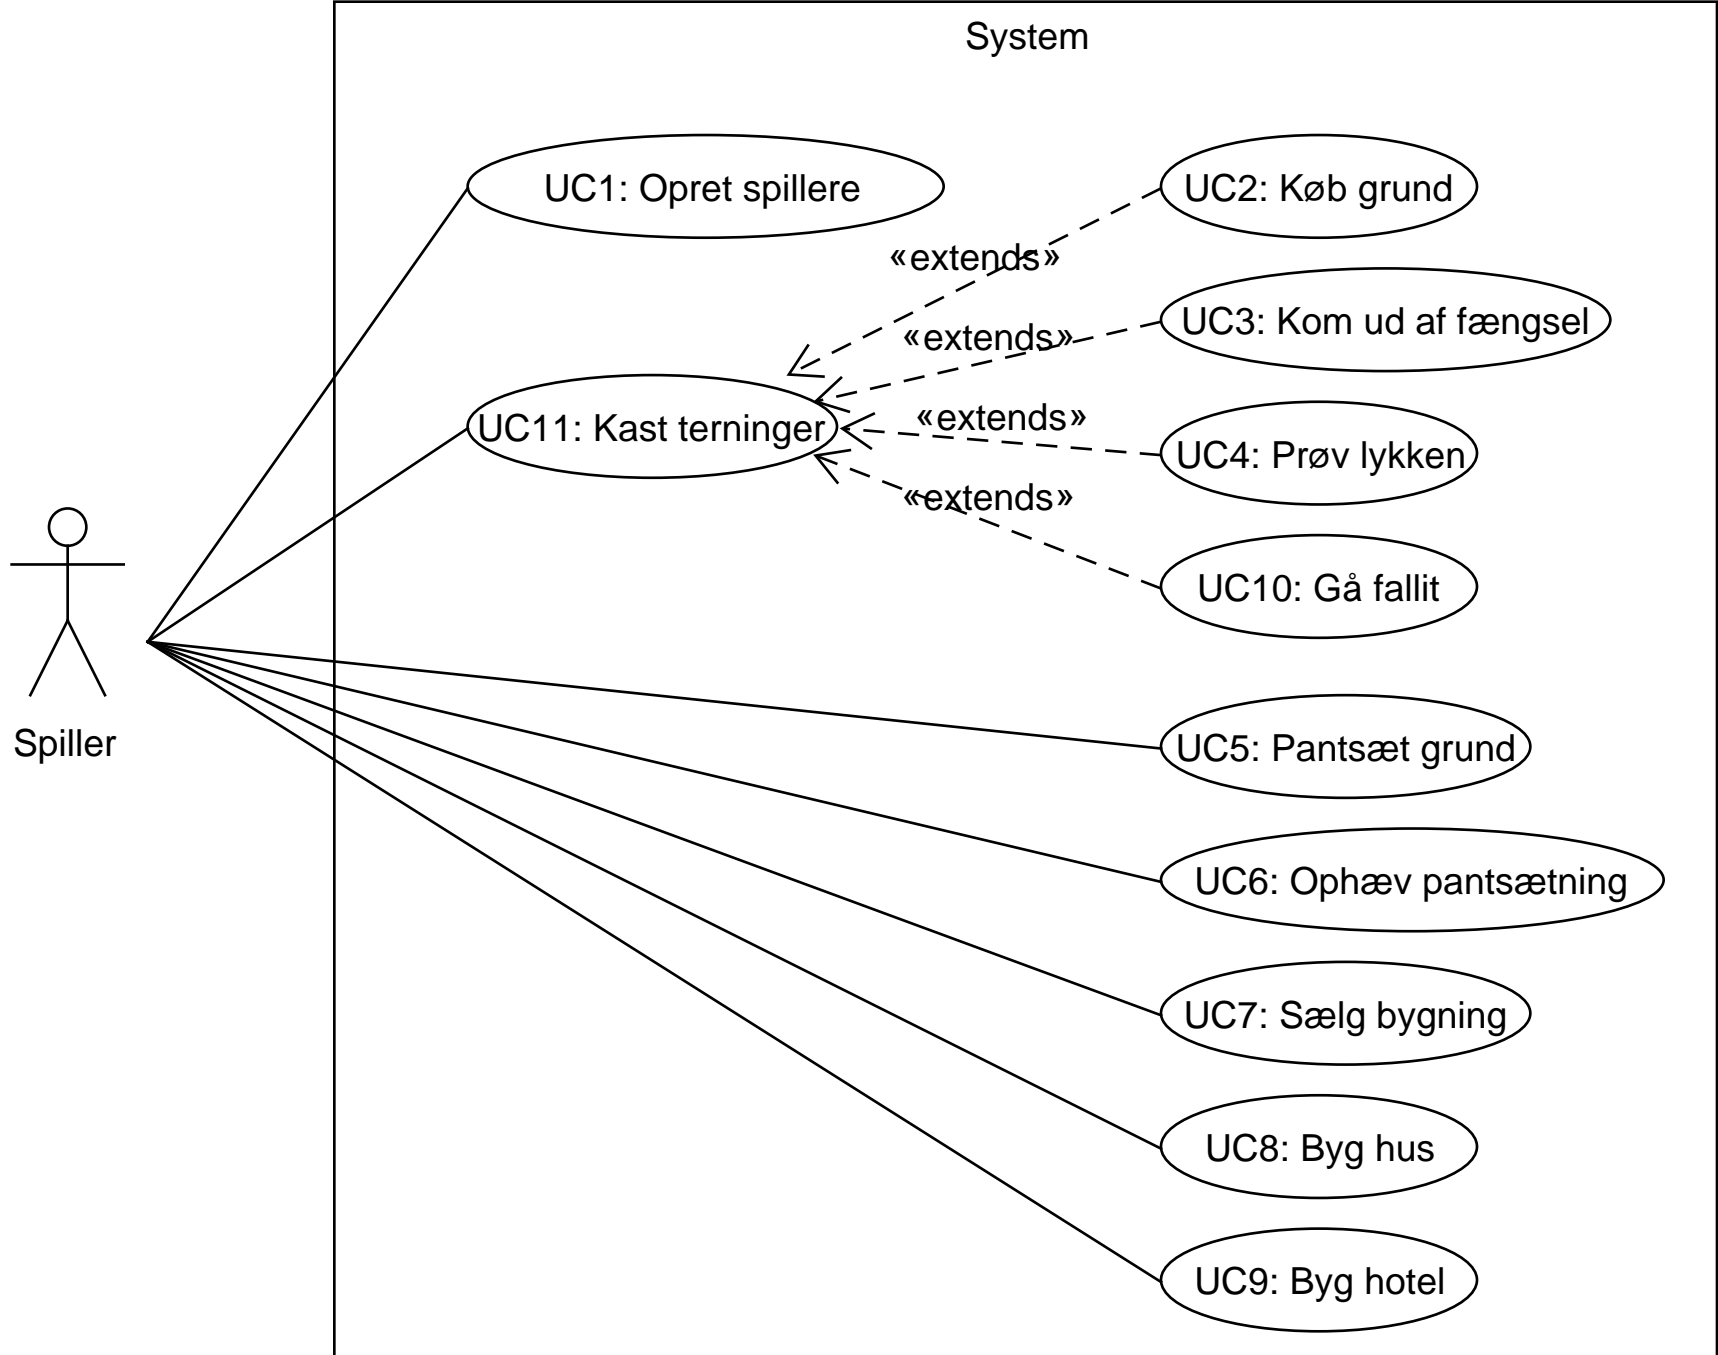 System
UC1: Opret spillere
UC2: Køb grund
«extends»
UC3: Kom ud af fængsel
«extends»
«extends»
UC11: Kast terninger
UC4: Prøv lykken
«extends»
UC10: Gå fallit
Spiller
UC5: Pantsæt grund
UC6: Ophæv pantsætning
UC7: Sælg bygning
UC8: Byg hus
UC9: Byg hotel